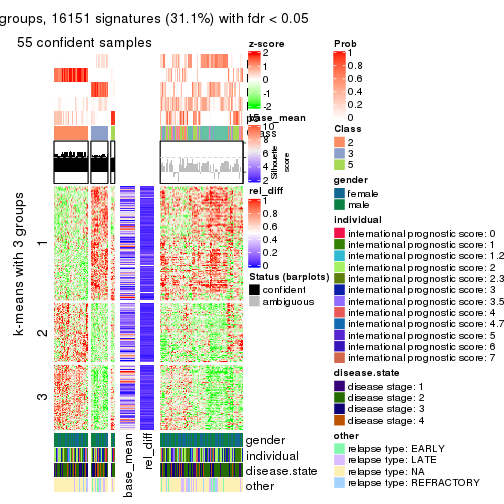 groups, 16151 signatures (31.1%) with fdr < 0.05
55 confident samples
k-means with 3 groups
1
2
3
base_mean
rel_diff
gender
individual
disease.state
other
z-score
2
1
0
-1
-2
base_mean
10
8
6
4
2
Silhouette
score
rel_diff
1
0.8
0.6
0.4
0.2
0
Status (barplots)
confident
ambiguous
Prob
1
0.8
0.6
0.4
0.2
0
Class
2
3
5
gender
female
male
individual
international prognostic score: 0
international prognostic score: 1
international prognostic score: 1.2
international prognostic score: 2
international prognostic score: 2.3
international prognostic score: 3
international prognostic score: 3.5
international prognostic score: 4
international prognostic score: 4.7
international prognostic score: 5
international prognostic score: 6
international prognostic score: 7
disease.state
disease stage: 1
disease stage: 2
disease stage: 3
disease stage: 4
other
relapse type: EARLY
relapse type: LATE
relapse type: NA
relapse type: REFRACTORY